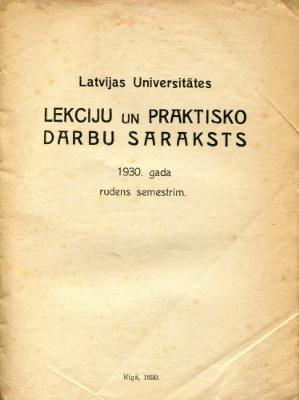 Latvijas Universitātes
LEKCIJU UN PRAKTISKO
DARBU SARAKSTS
1930. gada
rudens semestrim.
Rīgā, 1930.